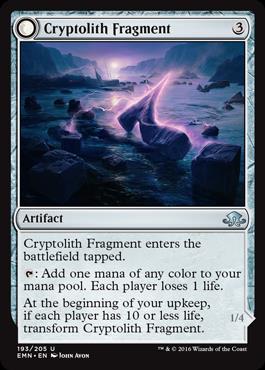 Cryptolith Fragment 3
Artifact
Cryptolith Fragment enters the
battlefield tapped.
: Add one mana of any color to your
mana pool. Each player loses 1 life.
At the beginning of your upkeep,
if each player has 10 or less life,
transform Cryptolith Fragment.
1/4
193/205 U
EMN • EN JOHN AVON
™ & © 2016 Wizards of the Coast